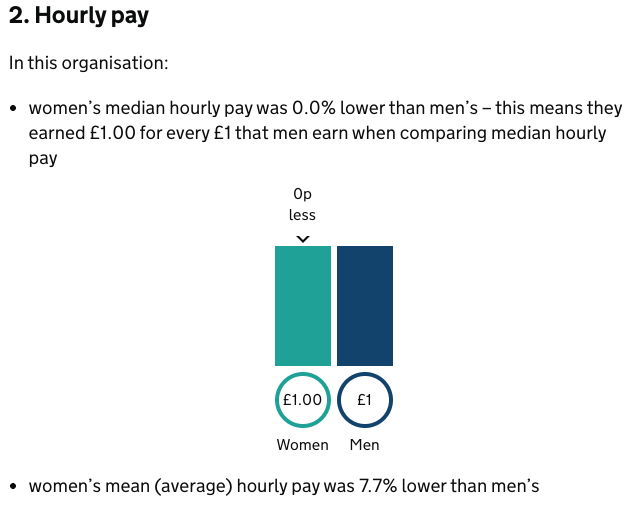 2. Hourly pay
In this organisation:
• women’s median hourly pay was 0.0% lower than men’s – this means they
earned £1.00 for every £1 that men earn when comparing median hourly
pay
0p
less
£1.00 £1
Women Men
• women’s mean (average) hourly pay was 7.7% lower than men’s